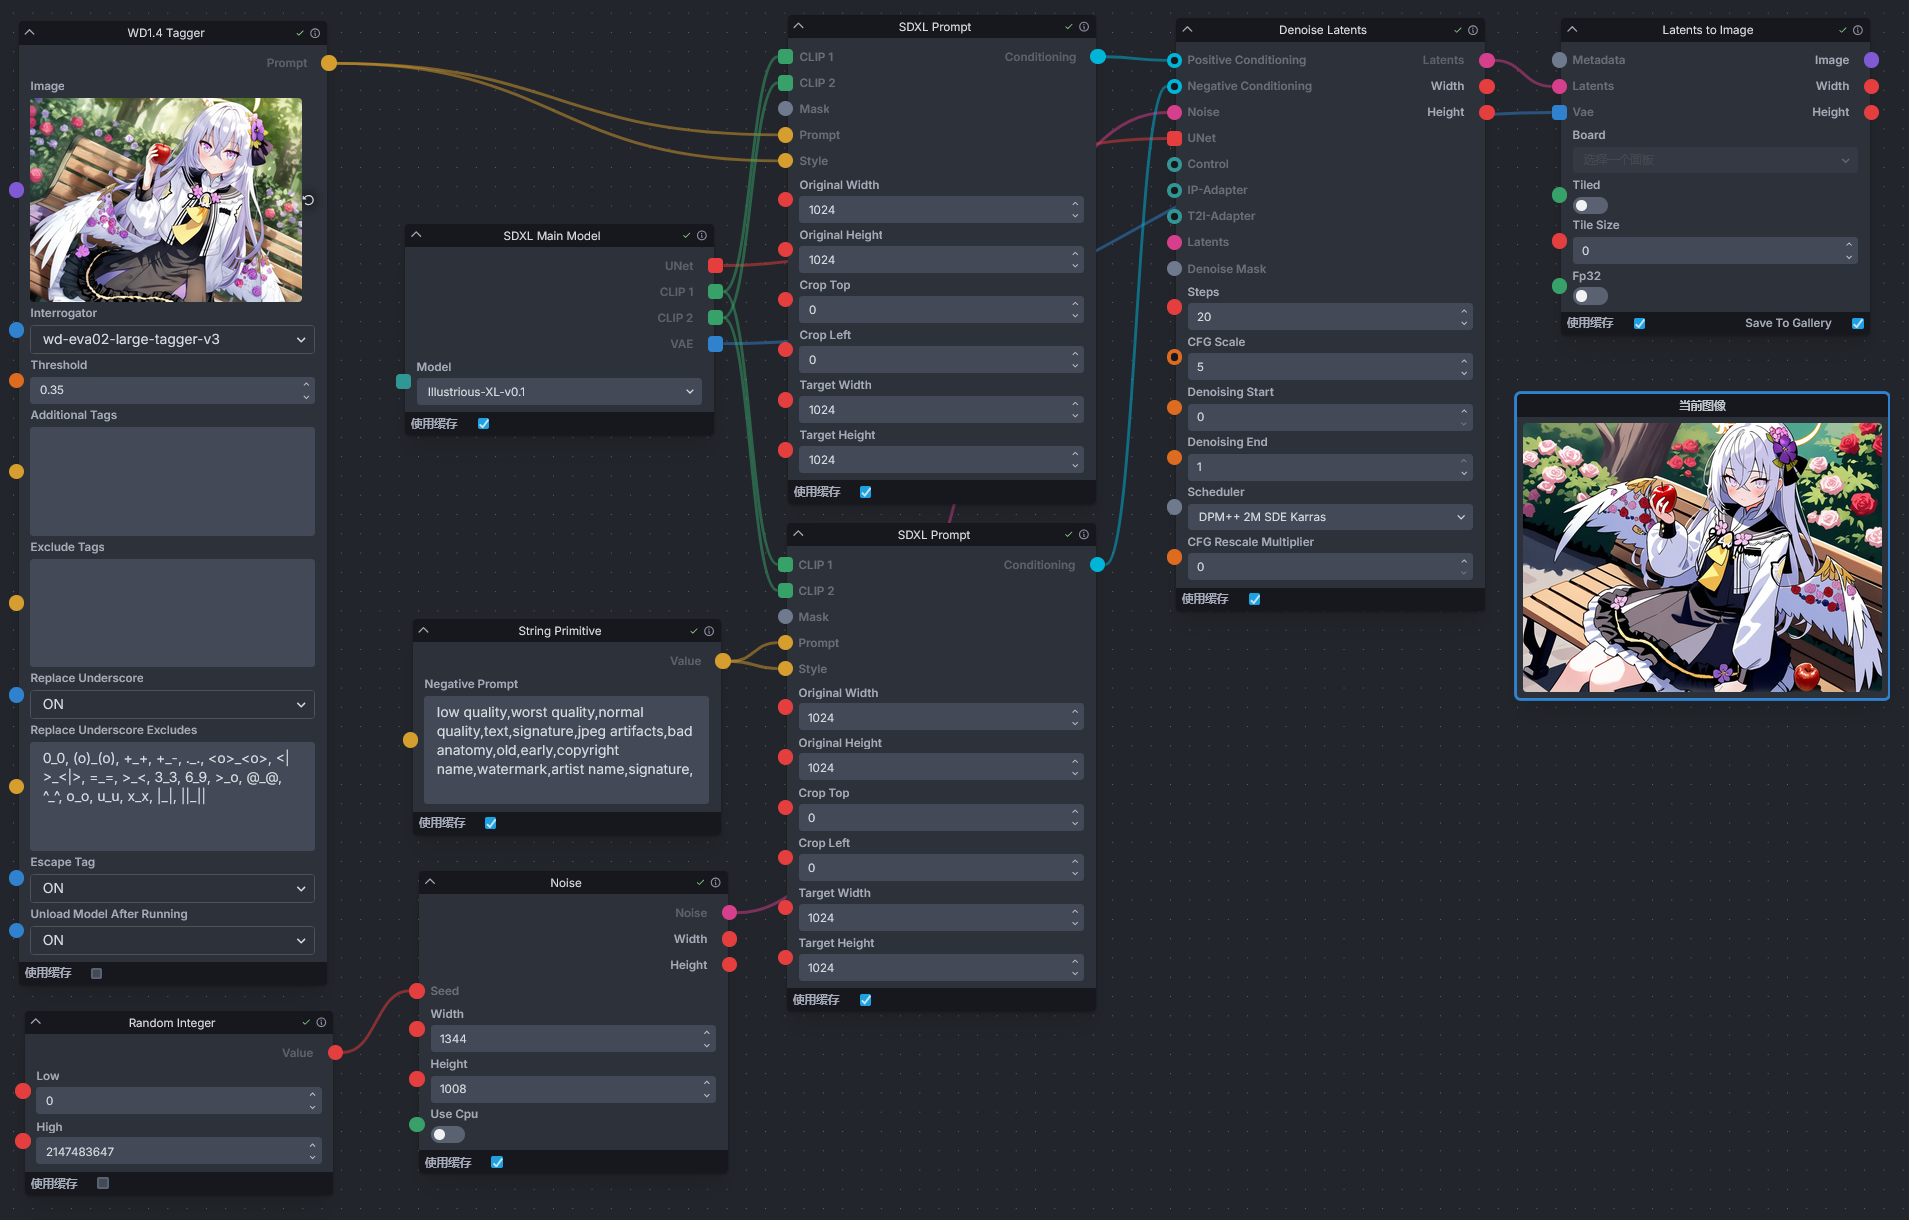 WD1.4 Tagger
Prompt
Image
Interrogator
wd-eva02-large-tagger-v3
Threshold
0.35
Additional Tags
Exclude Tags
Replace Underscore
ON
Replace Underscore Excludes
0_0, (o)_(o), +_+, +_-, ._., <o>_<o>, <|
>_<|>, =_=, >_<, 3_3, 6_9, >_o, @_@,
^_^, o_o, u_u, x_x, |_|, ||_||
Escape Tag
ON
Unload Model After Running
ON
使用缓存
Random Integer
Value
Low
0
High
2147483647
使用缓存
SDXL Main Model
UNet
CLIP 1
CLIP 2
VAE
Model
Illustrious-XL-v0.1
使用缓存
String Primitive
Value
Negative Prompt
low quality,worst quality,normal
quality,text,signature,jpeg artifacts,bad
anatomy,old,early,copyright
name,watermark,artist name,signature,
使用缓存
Noise
Noise
Width
Height
Seed
Width
1344
Height
1008
Use Cpu
使用缓存
SDXL Prompt
CLIP 1 Conditioning
CLIP 2
Mask
Prompt
Style
Original Width
1024
Original Height
1024
Crop Top
0
Crop Left
0
Target Width
1024
Target Height
1024
使用缓存
SDXL Prompt
CLIP 1 Conditioning
CLIP 2
Mask
Prompt
Style
Original Width
1024
Original Height
1024
Crop Top
0
Crop Left
0
Target Width
1024
Target Height
1024
使用缓存
Denoise Latents
Positive Conditioning Latents
Negative Conditioning Width
Noise Height
UNet
Control
IP-Adapter
T2I-Adapter
Latents
Denoise Mask
Steps
20
CFG Scale
5
Denoising Start
0
Denoising End
1
Scheduler
DPM++ 2M SDE Karras
CFG Rescale Multiplier
0
使用缓存
Latents to Image
Metadata Image
Latents Width
Vae Height
Board
选择一个面板
Tiled
Tile Size
0
Fp32
使用缓存 Save To Gallery
当前图像